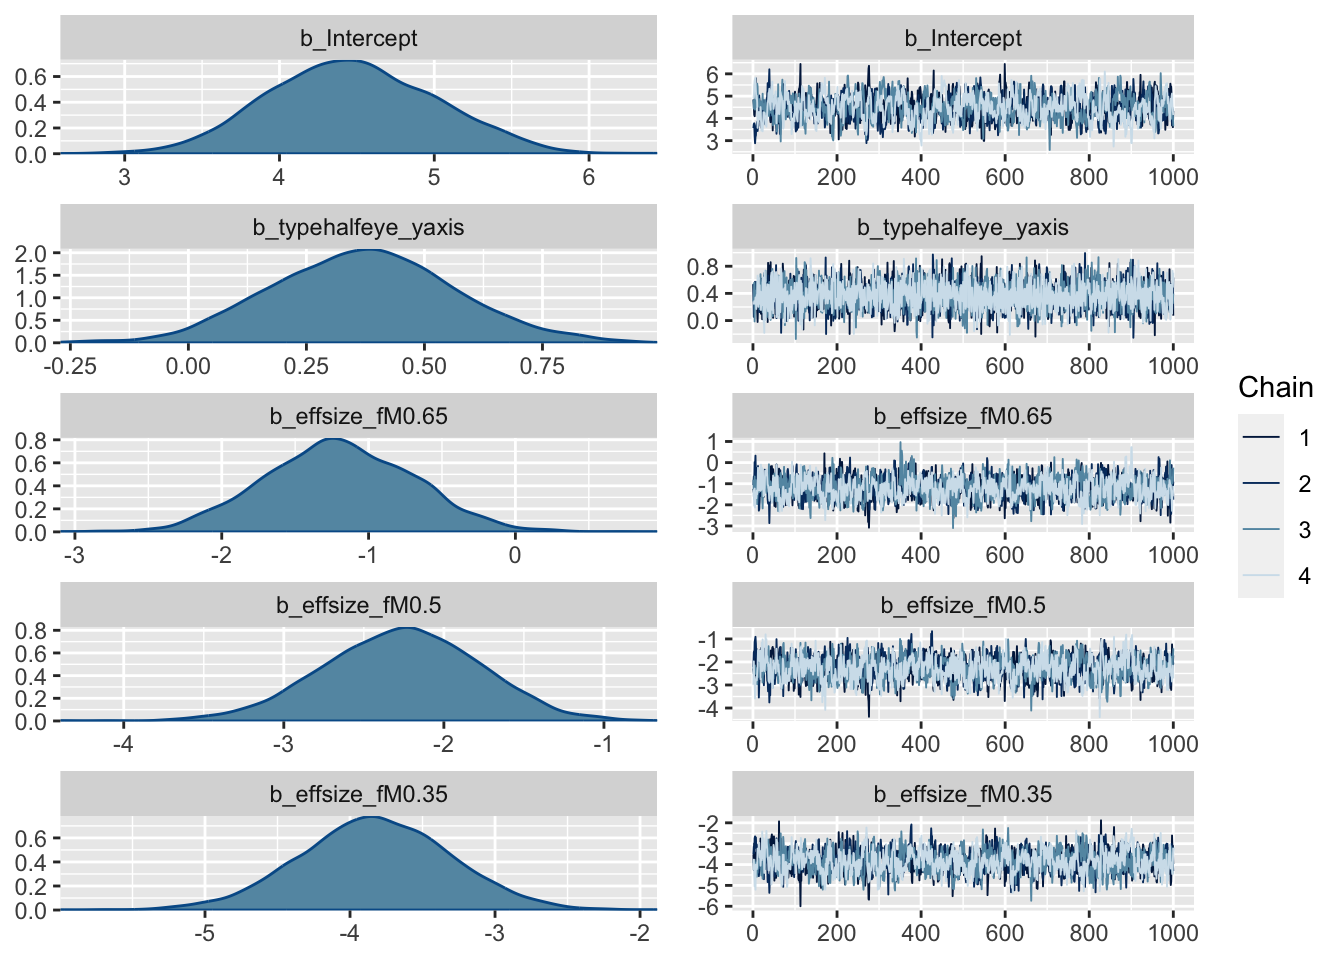 b_Intercept
0.6
0.4
0.2
0.0
3 4 5 6
b_Intercept
6
5
4
3
0 200 400 600 800 1000
b_typehalfeye_yaxis
2.0
1.5
1.0
0.5
0.0
-0.25 0.00 0.25 0.50 0.75
b_typehalfeye_yaxis
0.8
0.4
0.0
0 200 400 600 800 1000
b_effsize_fM0.65
0.8
0.6
0.4
0.2
0.0
-3 -2 -1 0
b_effsize_fM0.65
1
0
-1
-2
-3
0 200 400 600 800 1000
b_effsize_fM0.5
0.8
0.6
0.4
0.2
0.0
-4 -3 -2 -1
b_effsize_fM0.5
-1
-2
-3
-4
0 200 400 600 800 1000
b_effsize_fM0.35
0.6
0.4
0.2
0.0
-5 -4 -3 -2
b_effsize_fM0.35
-2
-3
-4
-5
-6
0 200 400 600 800 1000
Chain
1
2
3
4